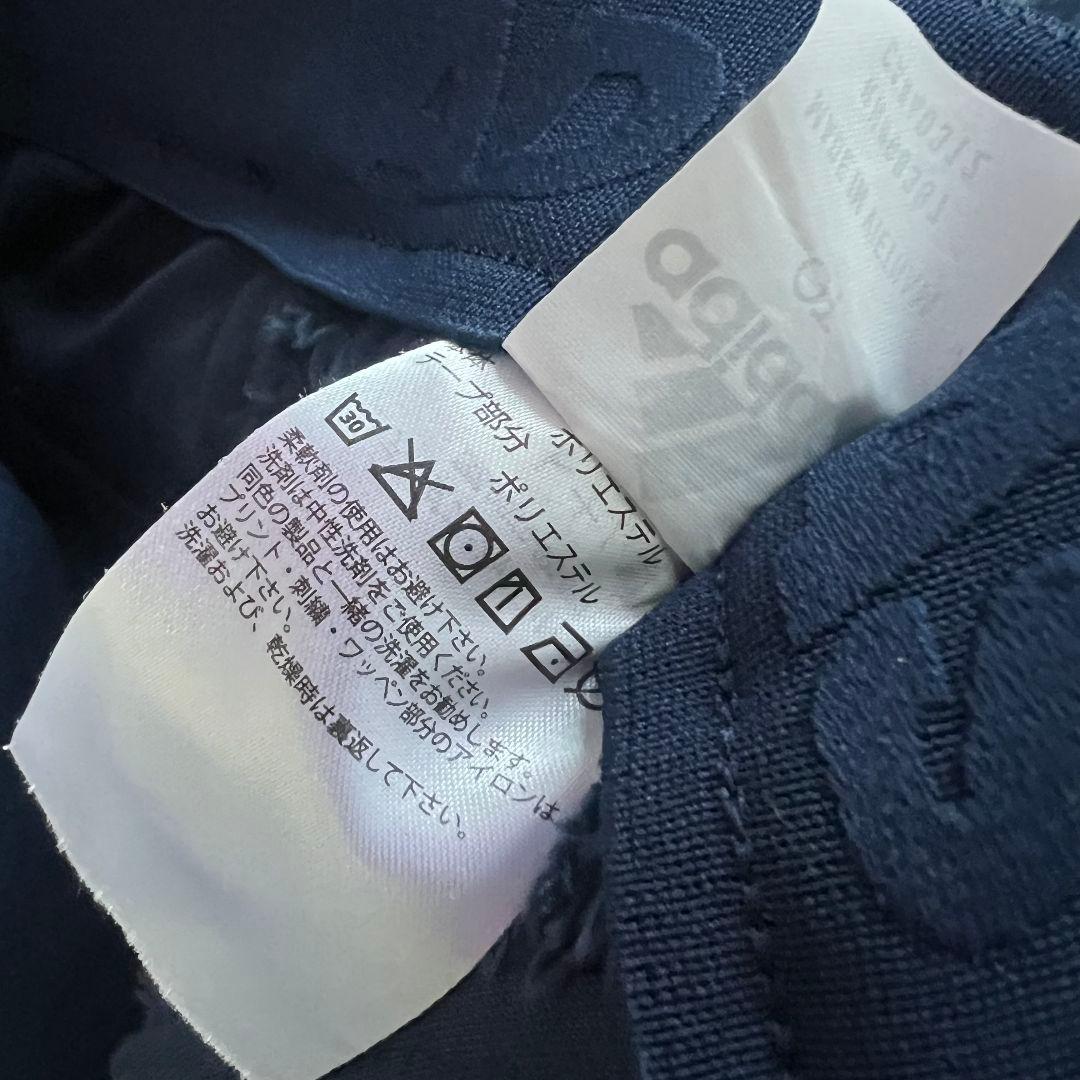 体 ポリエステル
テープ部分 ポリエステル
30
柔軟剤の使用はお避け下さい。
洗剤は中性洗剤をご使用ください。
同色の製品と一緒の洗濯をお勧めします。
プリント・刺繍・ワッペン部分のアイロンは
お避け下さい。
洗濯および、乾燥時は裏返して下さい。